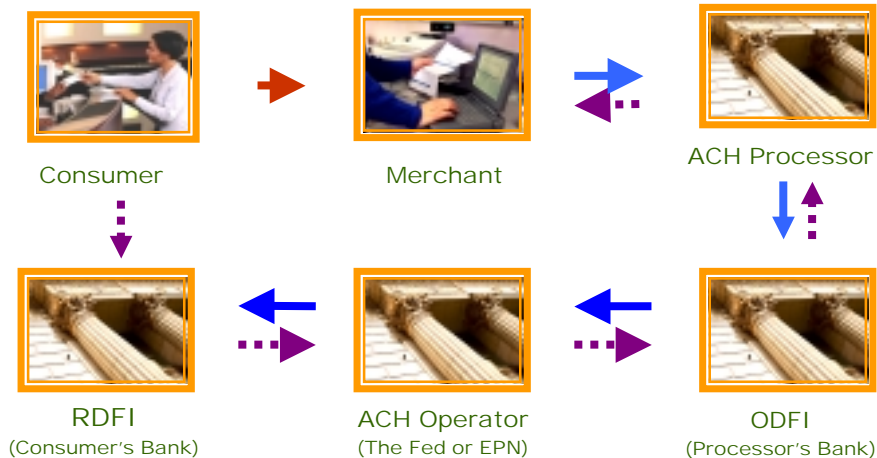 Consumer
Merchant
ACH Processor
RDFI
(Consumer's Bank)
ACH Operator
(The Fed or EPN)
ODFI
(Processor's Bank)